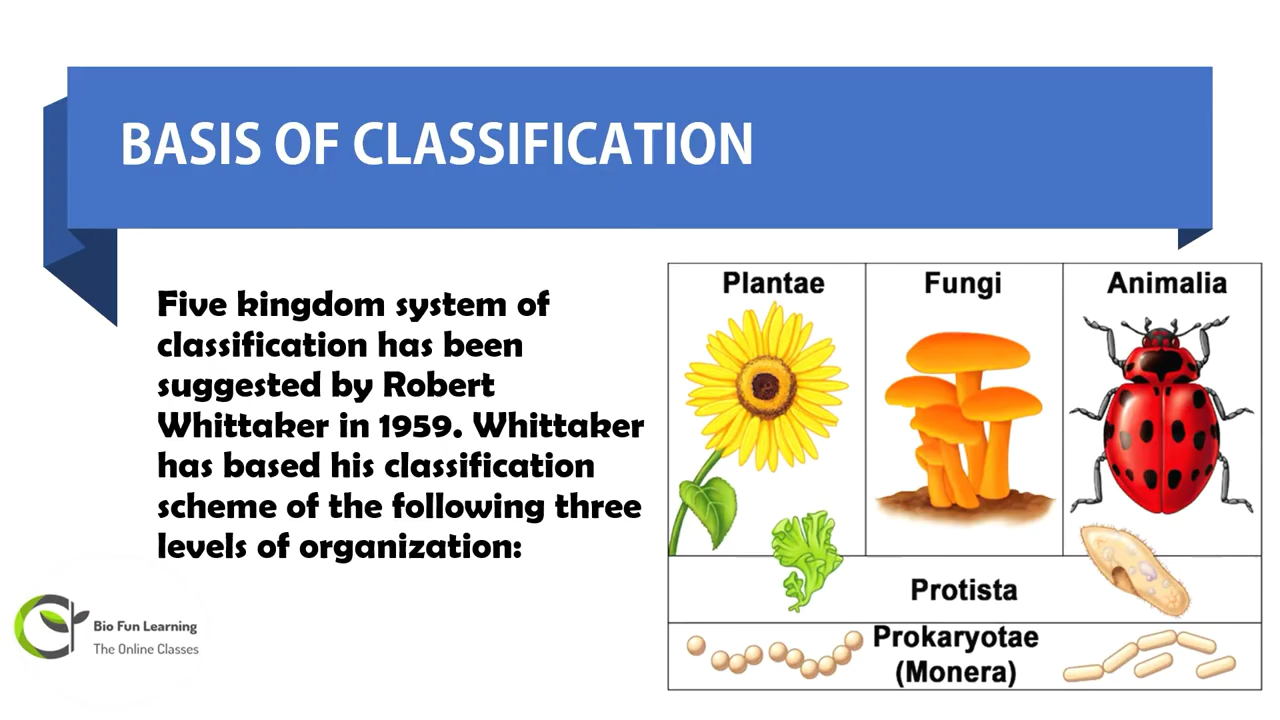 BASIS OF CLASSIFICATION
Five kingdom system of
classification has been
suggested by Robert
Whittaker in 1959. Whittaker
has based his classification
scheme of the following three
levels of organization:
Plantae
Fungi
Animalia
Protista
Prokaryotae
(Monera)
Bio Fun Learning
The Online Classes